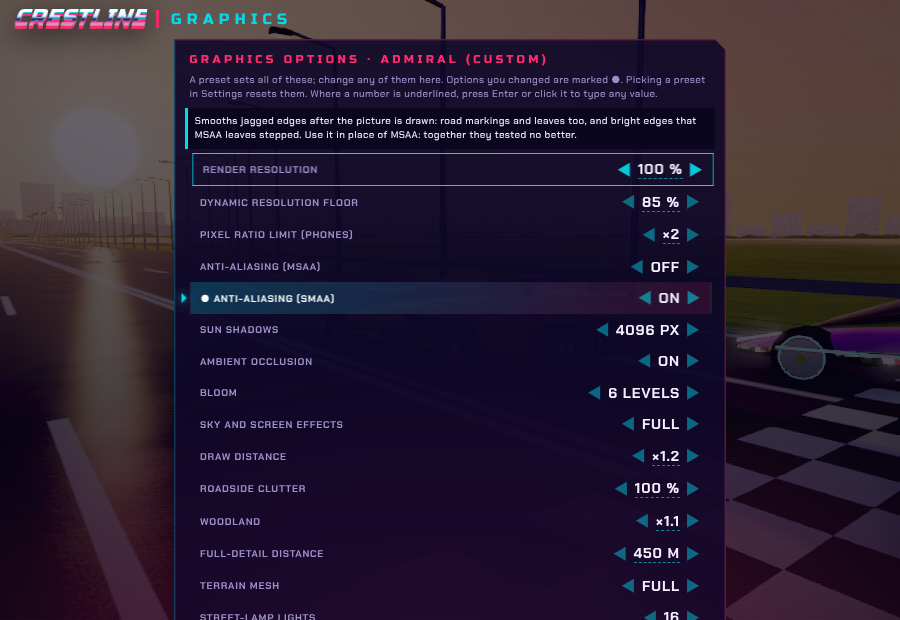 CRESTLINE | GRAPHICS
GRAPHICS OPTIONS · ADMIRAL (CUSTOM)
A preset sets all of these; change any of them here. Options you changed are marked ●. Picking a preset
in Settings resets them. Where a number is underlined, press Enter or click it to type any value.
Smooths jagged edges after the picture is drawn: road markings and leaves too, and bright edges that
MSAA leaves stepped. Use it in place of MSAA: together they tested no better.
RENDER RESOLUTION ◀ 100 % ▶
DYNAMIC RESOLUTION FLOOR ◀ 85 % ▶
PIXEL RATIO LIMIT (PHONES) ◀ ×2 ▶
ANTI-ALIASING (MSAA) ◀ OFF ▶
● ANTI-ALIASING (SMAA) ◀ ON ▶
SUN SHADOWS ◀ 4096 PX ▶
AMBIENT OCCLUSION ◀ ON ▶
BLOOM ◀ 6 LEVELS ▶
SKY AND SCREEN EFFECTS ◀ FULL ▶
DRAW DISTANCE ◀ ×1.2 ▶
ROADSIDE CLUTTER ◀ 100 % ▶
WOODLAND ◀ ×1.1 ▶
FULL-DETAIL DISTANCE ◀ 450 M ▶
TERRAIN MESH ◀ FULL ▶
STREET-LAMP LIGHTS ◀ 16 ▶